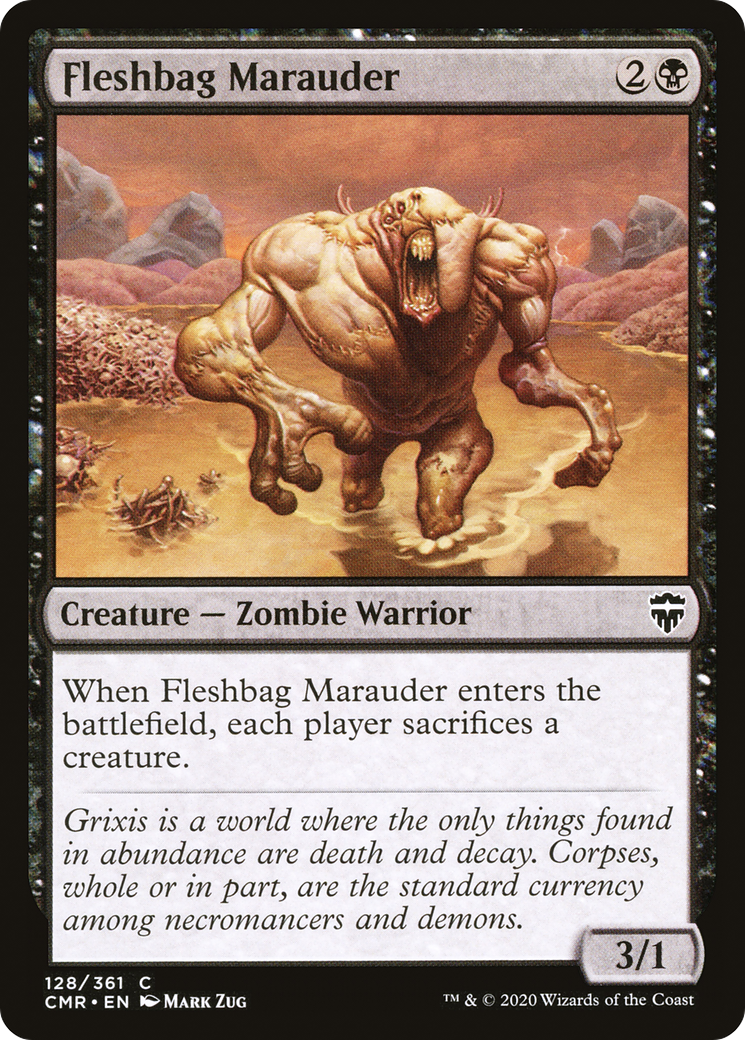 Fleshbag Marauder 2
Creature — Zombie Warrior
When Fleshbag Marauder enters the
battlefield, each player sacrifices a
creature.
Grixis is a world where the only things found
in abundance are death and decay. Corpses,
whole or in part, are the standard currency
among necromancers and demons.
3/1
128/361 C
CMR • EN Mark Zug ™ & © 2020 Wizards of the Coast